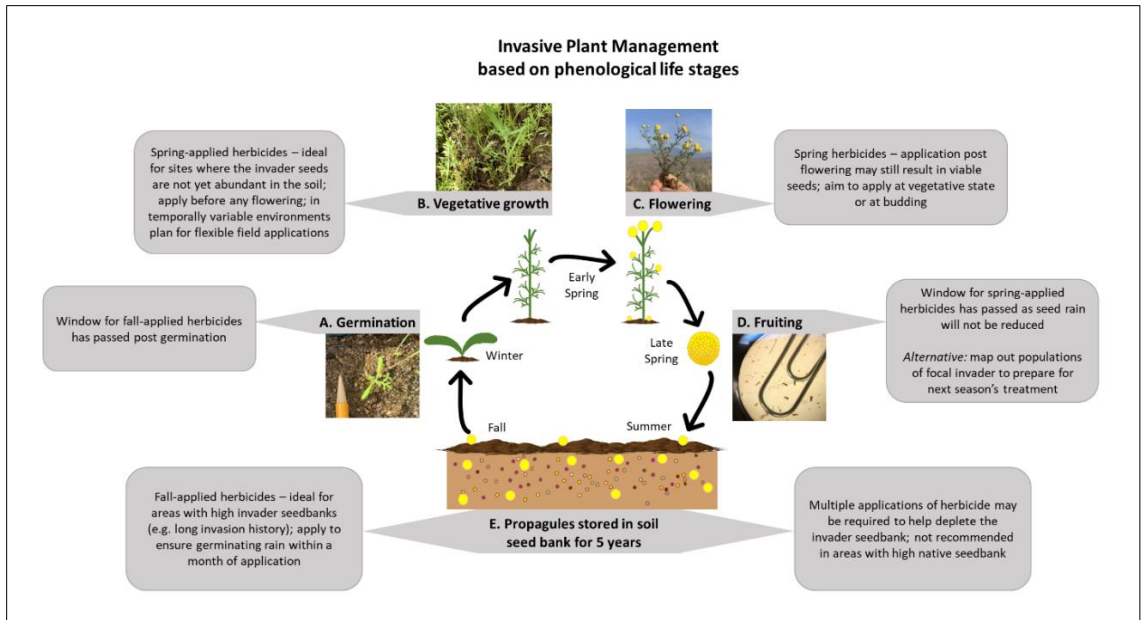 Invasive Plant Management
based on phenological life stages
Spring-applied herbicides – ideal
for sites where the invader seeds
are not yet abundant in the soil;
apply before any flowering; in
temporally variable environments
plan for flexible field applications
B. Vegetative growth
C. Flowering
Spring herbicides – application post
flowering may still result in viable
seeds; aim to apply at vegetative state
or at budding
Early
Spring
Window for fall-applied herbicides
has passed post germination
A. Germination
Winter
Late
Spring
D. Fruiting
Window for spring-applied
herbicides has passed as seed rain
will not be reduced
Alternative: map out populations
of focal invader to prepare for
next season's treatment
Fall
Summer
Fall-applied herbicides – ideal for
areas with high invader seedbanks
(e.g. long invasion history); apply to
ensure germinating rain within a
month of application
E. Propagules stored in soil
seed bank for 5 years
Multiple applications of herbicide may
be required to help deplete the
invader seedbank; not recommended
in areas with high native seedbank